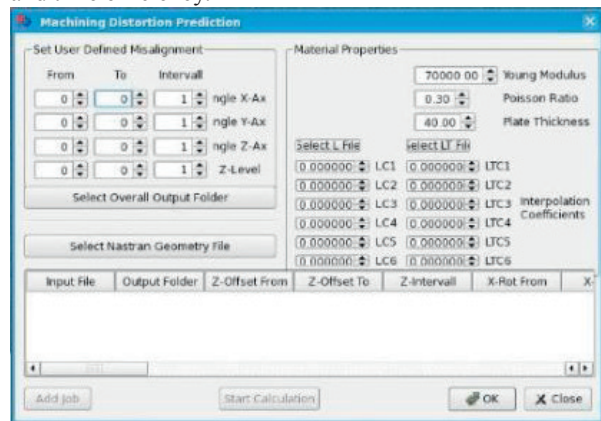 Machining Distortion Prediction
Set User Defined Misalignment
From To Intervall
0 0 1 ngle X-Ax
0 0 1 ngle Y-Ax
0 0 1 ngle Z-Ax
0 0 1 Z-Level
Select Overall Output Folder
Select Nastran Geometry File
Material Properties
70000.00 Young Modulus
0.30 Poisson Ratio
40.00 Plate Thickness
Select L File elect LT Fil
0.000000 LC1 0.000000 LTC1
0.000000 LC2 0.000000 LTC2
0.000000 LC3 0.000000 LTC3
0.000000 LC4 0.000000 LTC4
0.000000 LC5 0.000000 LTC5
0.000000 LC6 0.000000 LTC6
Interpolation
Coefficients
Input File Output Folder Z-Offset From Z-Offset To Z-Intervall X-Rot From X-
Add Job Start Calculation OK Close